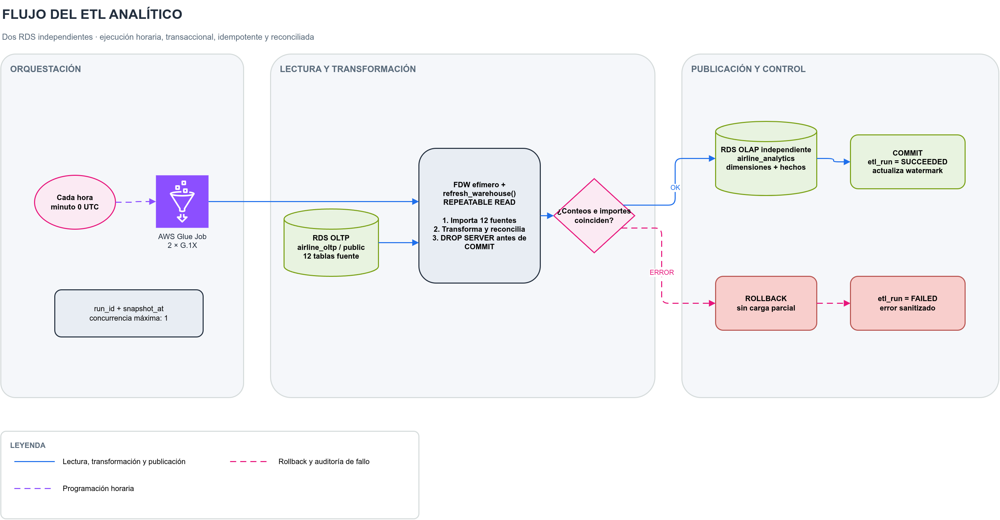 FLUJO DEL ETL ANALÍTICO
Dos RDS independientes · ejecución horaria, transaccional, idempotente y reconciliada
ORQUESTACIÓN
Cada hora
minuto 0 UTC
AWS Glue Job
2 × G.1X
run_id + snapshot_at
concurrencia máxima: 1
LECTURA Y TRANSFORMACIÓN
RDS OLTP
airline_oltp / public
12 tablas fuente
FDW efímero +
refresh_warehouse()
REPEATABLE READ
1. Importa 12 fuentes
2. Transforma y reconcilia
3. DROP SERVER antes de
COMMIT
¿Conteos e importes
coinciden?
OK
ERROR
PUBLICACIÓN Y CONTROL
RDS OLAP independiente
airline_analytics
dimensiones + hechos
COMMIT
etl_run = SUCCEEDED
actualiza watermark
ROLLBACK
sin carga parcial
etl_run = FAILED
error sanitizado
LEYENDA
Lectura, transformación y publicación
Rollback y auditoría de fallo
Programación horaria